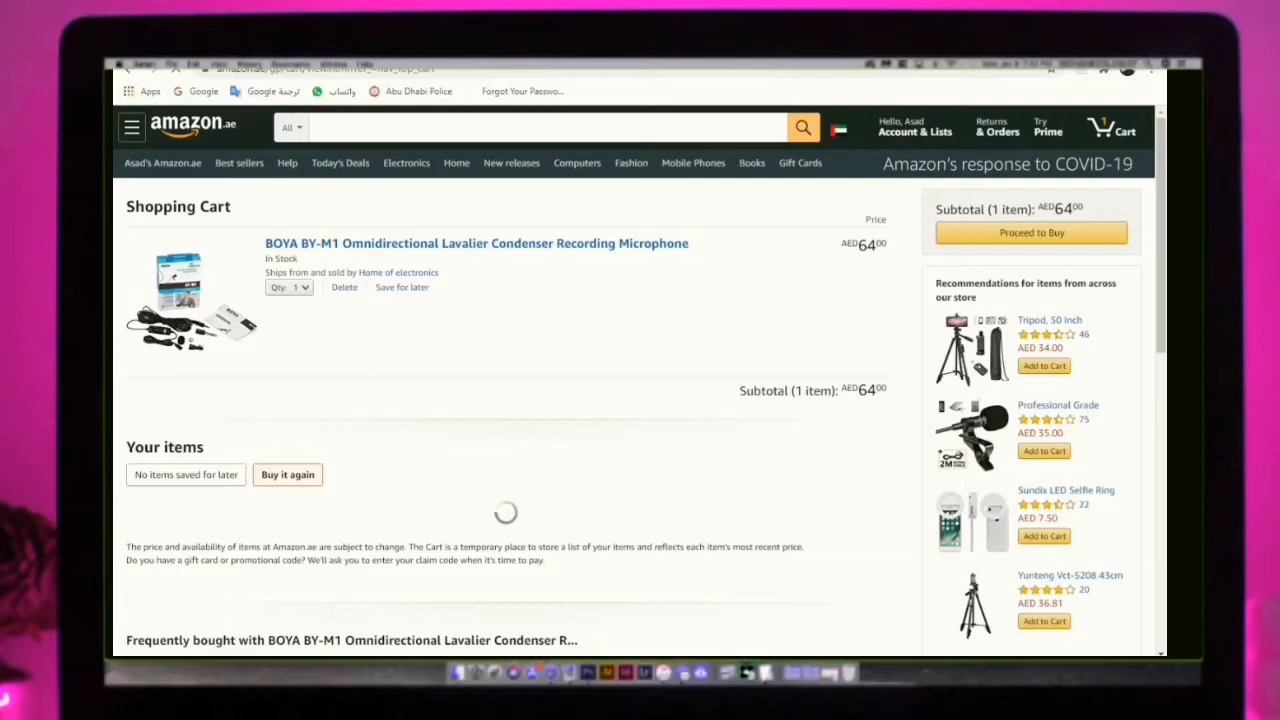 Apps
Google
ترجمة Google
واتساب
Abu Dhabi Police
Forgot Your Passwo...
amazon.ae
All
Hello, Asad
Account & Lists
Returns
& Orders
Try
Prime
1
Cart
Asad's Amazon.ae
Best sellers
Help
Today's Deals
Electronics
Home
New releases
Computers
Fashion
Mobile Phones
Books
Gift Cards
Amazon's response to COVID-19
Shopping Cart
Price
BOYA BY-M1 Omnidirectional Lavalier Condenser Recording Microphone
AED6400
In Stock
Ships from and sold by Home of electronics
Qty: 1
Delete
Save for later
Subtotal (1 item): AED6400
Your items
No items saved for later
Buy it again
The price and availability of items at Amazon.ae are subject to change. The Cart is a temporary place to store a list of your items and reflects each item's most recent price.
Do you have a gift card or promotional code? We'll ask you to enter your claim code when it's time to pay.
Frequently bought with BOYA BY-M1 Omnidirectional Lavalier Condenser R...
Subtotal (1 item): AED6400
Proceed to Buy
Recommendations for items from across
our store
Tripod, 50 Inch
46
AED 34.00
Add to Cart
Professional Grade
75
AED 35.00
Add to Cart
2M
Sundix LED Selfie Ring
22
AED 7.50
Add to Cart
Yunteng Vct-5208 43cm
20
AED 36.81
Add to Cart